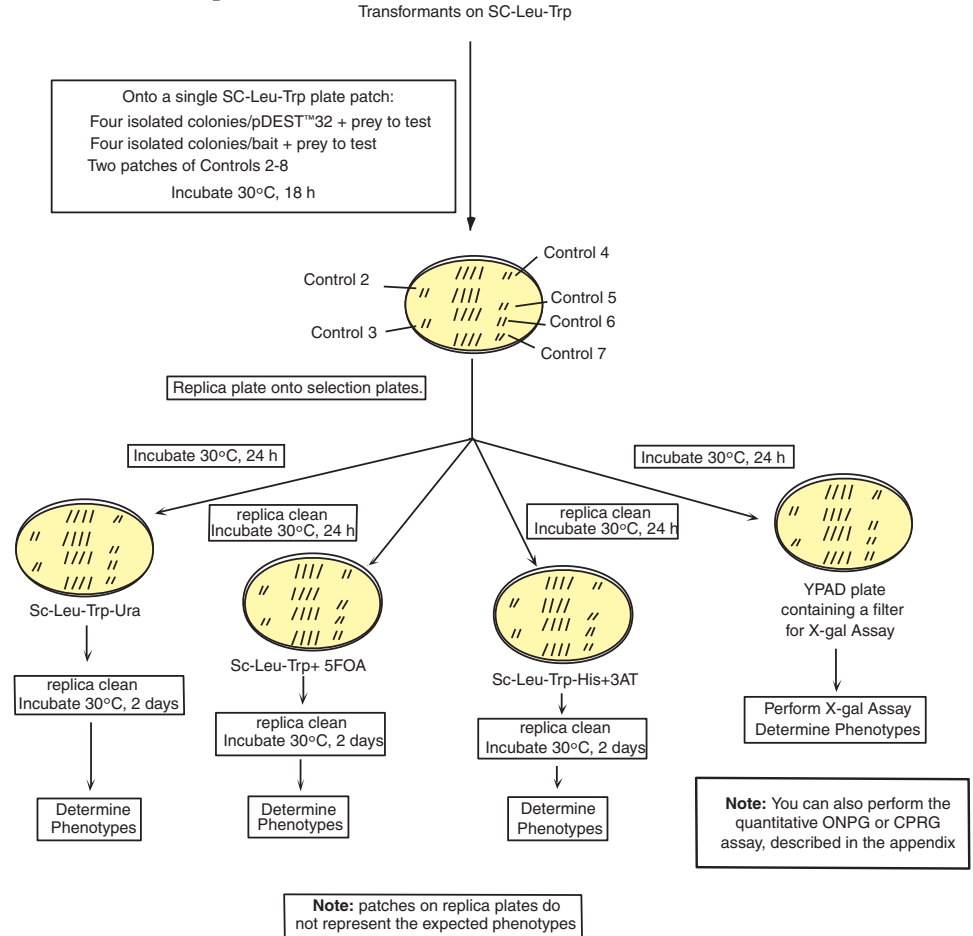 Transformants on SC-Leu-Trp
Onto a single SC-Leu-Trp plate patch:
Four isolated colonies/pDEST™32 + prey to test
Four isolated colonies/bait + prey to test
Two patches of Controls 2-8
Incubate 30°C, 18 h
Control 4
Control 2
Control 5
Control 6
Control 3
Control 7
Replica plate onto selection plates.
Incubate 30°C, 24 h
Incubate 30°C, 24 h
replica clean
Incubate 30°C, 24 h
replica clean
Incubate 30°C, 24 h
Sc-Leu-Trp-Ura
Sc-Leu-Trp+ 5FOA
Sc-Leu-Trp-His+3AT
YPAD plate
containing a filter
for X-gal Assay
replica clean
Incubate 30°C, 2 days
replica clean
Incubate 30°C, 2 days
replica clean
Incubate 30°C, 2 days
Perform X-gal Assay
Determine Phenotypes
Determine
Phenotypes
Determine
Phenotypes
Determine
Phenotypes
Note: You can also perform the
quantitative ONPG or CPRG
assay, described in the appendix
Note: patches on replica plates do
not represent the expected phenotypes